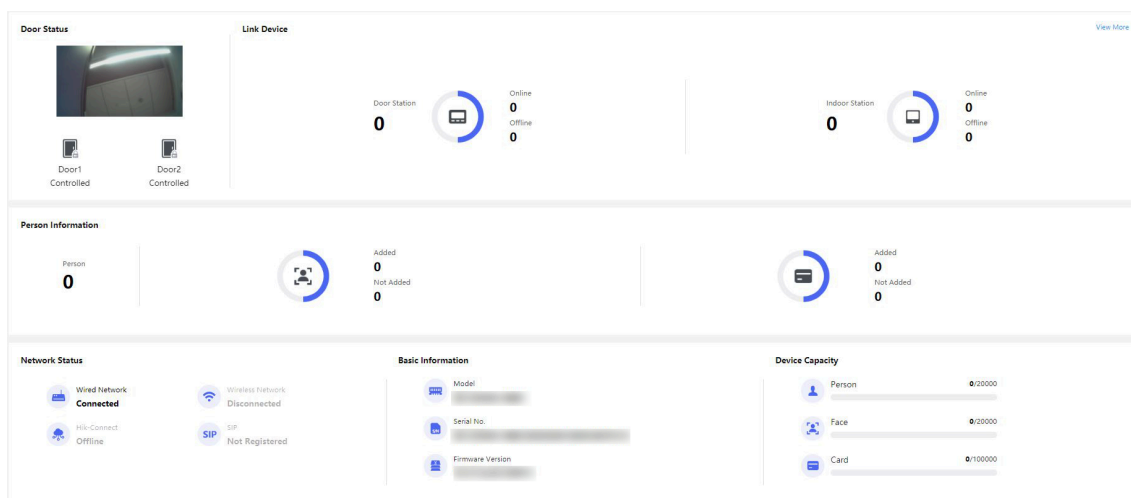 Door Status
Link Device
View More
Door1
Controlled
Door2
Controlled
Door Station
0
Online
0
Offline
0
Indoor Station
0
Online
0
Offline
0
Person Information
Person
0
Added
0
Not Added
0
Added
0
Not Added
0
Network Status
Wired Network
Connected
Wireless Network
Disconnected
Hik-Connect
Offline
SIP
SIP
Not Registered
Basic Information
Model
Serial No.
Firmware Version
Device Capacity
Person
0/20000
Face
0/20000
Card
0/100000